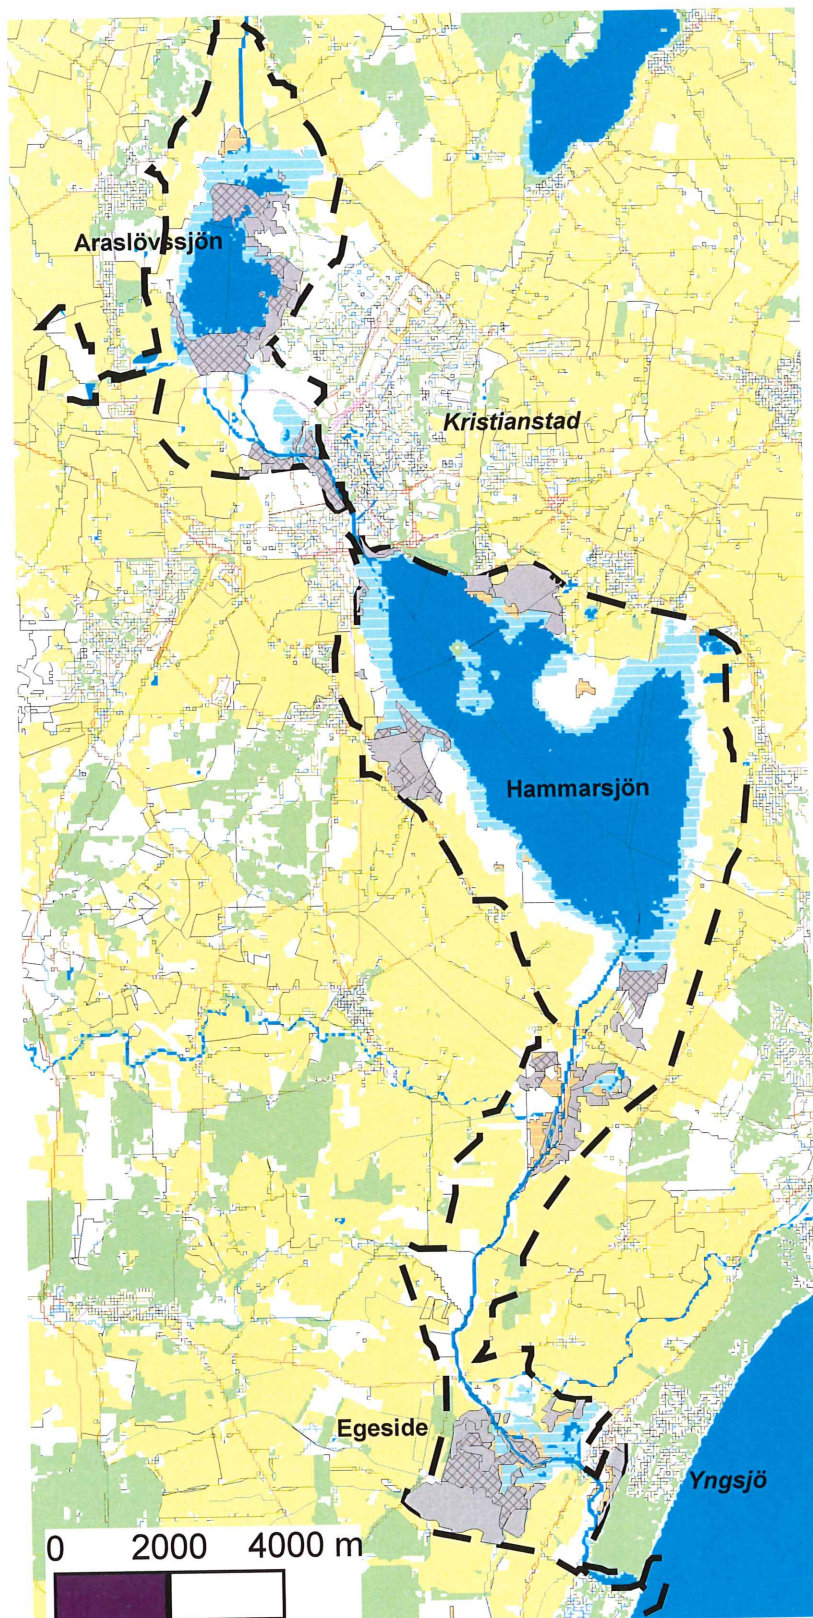 Araslövssjön
Kristianstad
Hammarsjön
Egeside
Yngsjö
0 2000 4000 m